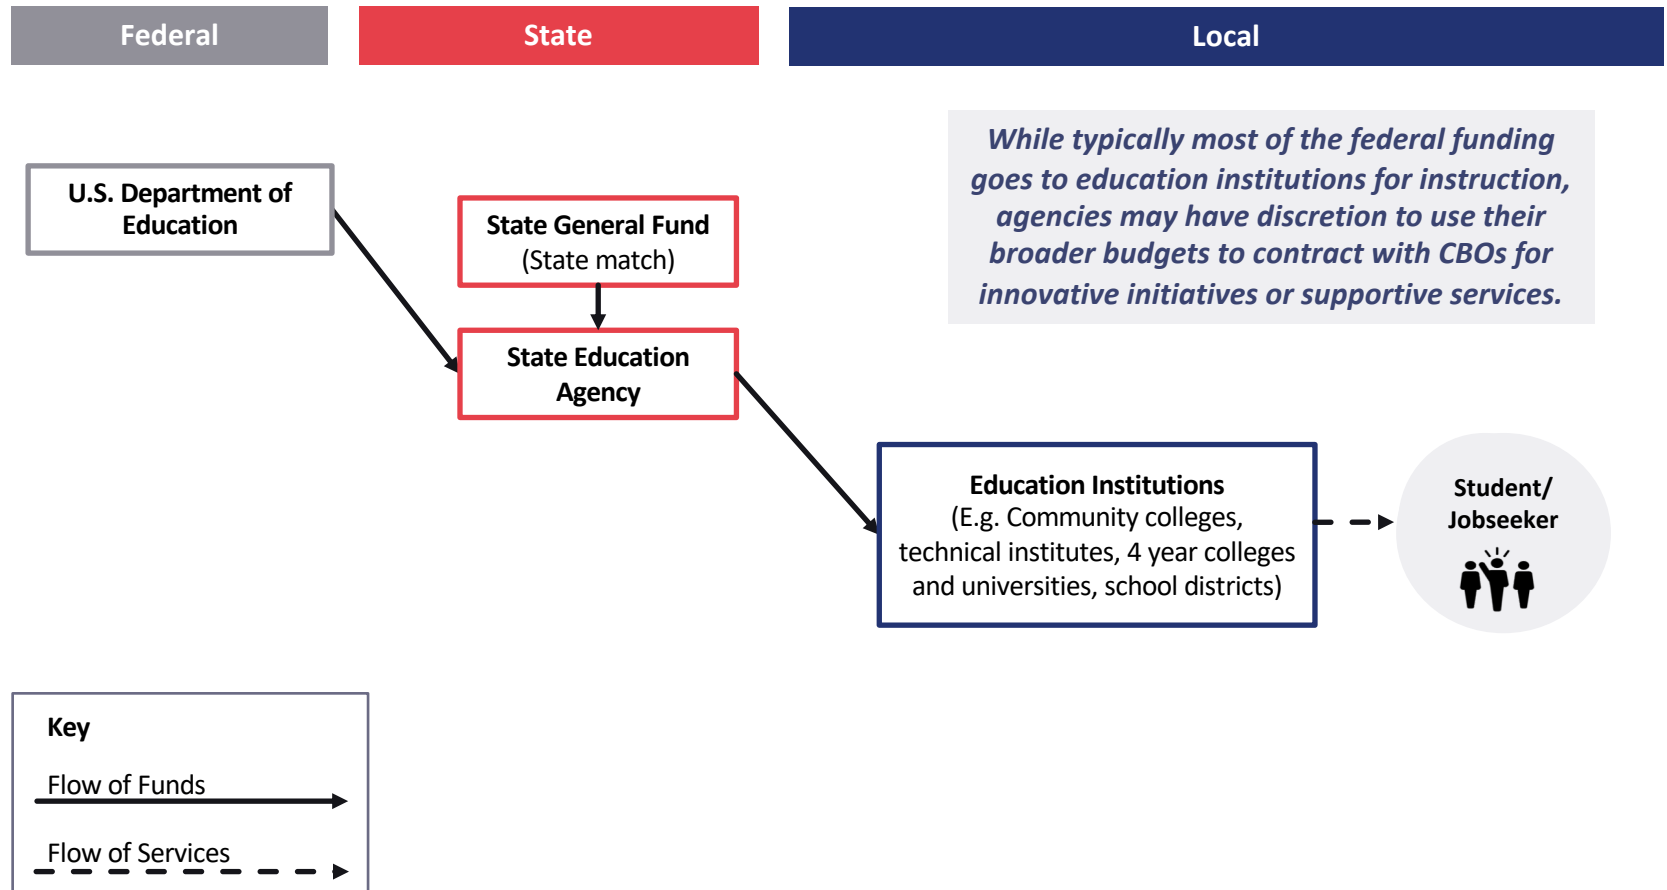 Federal
State
Local
While typically most of the federal funding
goes to education institutions for instruction,
agencies may have discretion to use their
broader budgets to contract with CBOs for
innovative initiatives or supportive services.
U.S. Department of
Education
State General Fund
(State match)
State Education
Agency
Education Institutions
(E.g. Community colleges,
technical institutes, 4 year colleges
and universities, school districts)
Student/
Jobseeker
Key
Flow of Funds
Flow of Services